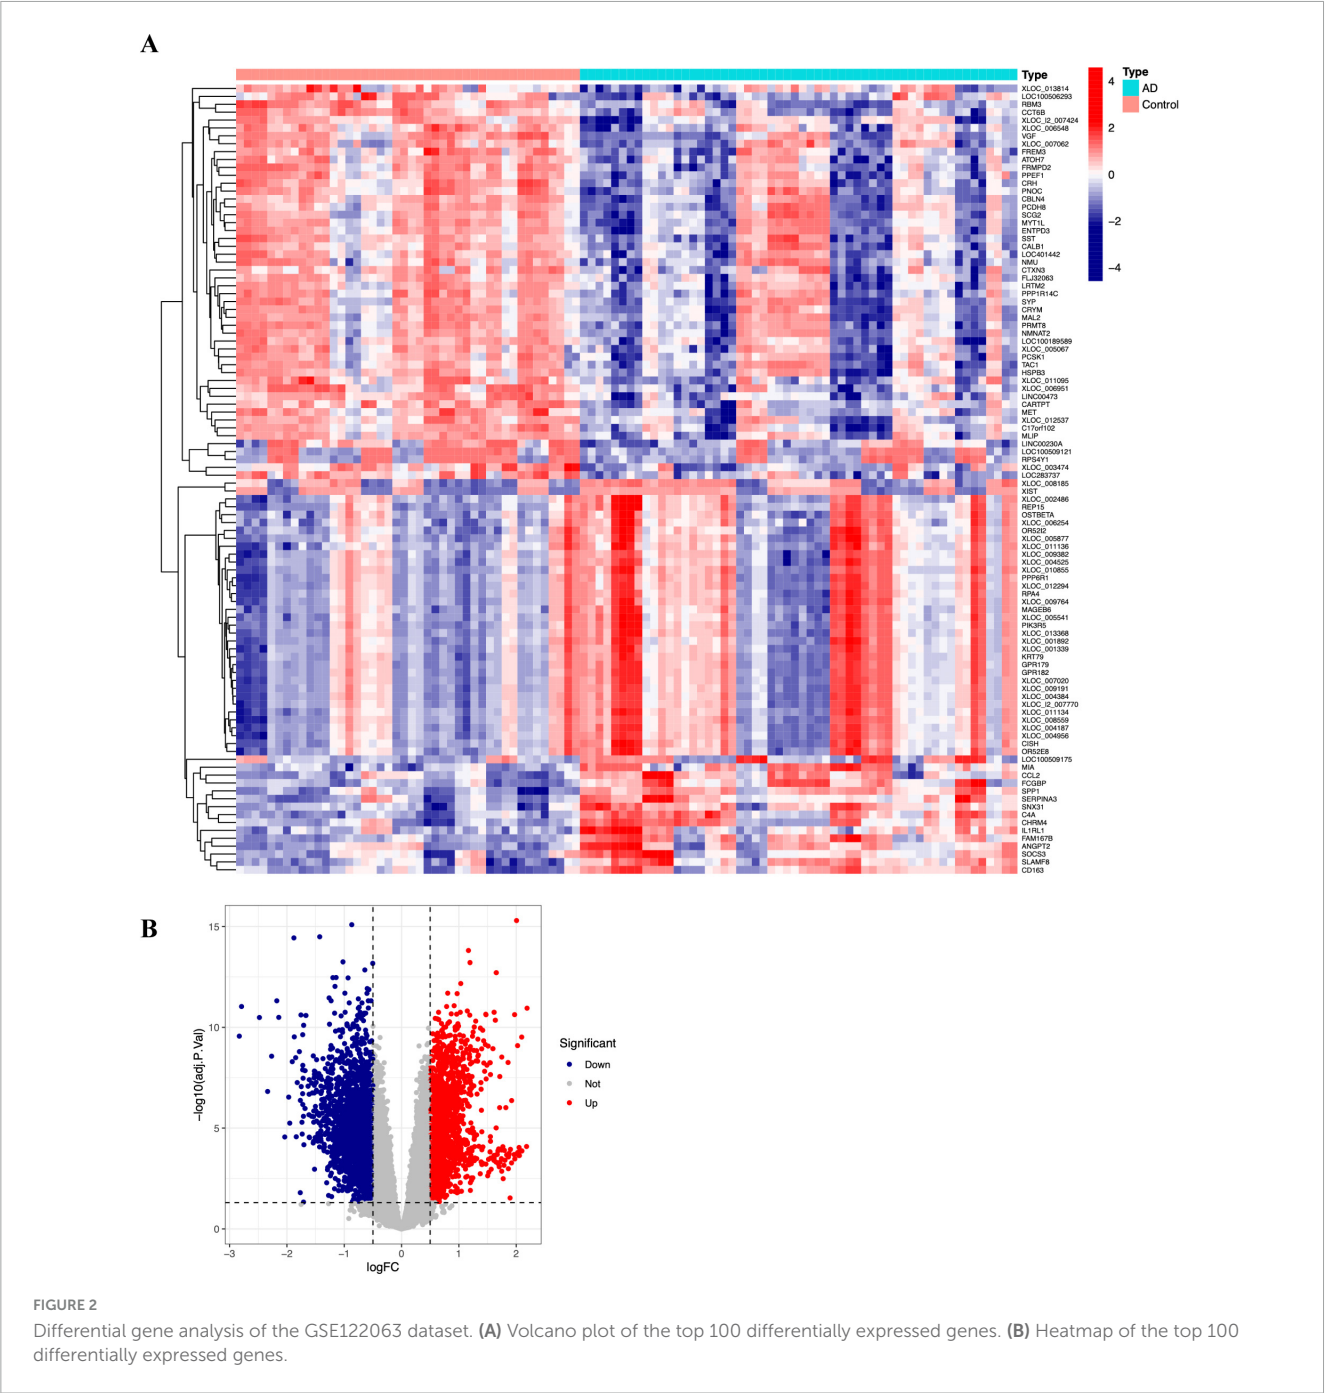 A
Type
XLOC_013814
LOC100506293
RBM3
CCT6B
XLOC_I2_007424
XLOC_006548
VGF
XLOC_007062
FREM3
ATOH7
FRMPD2
PPEF1
CRH
PNOC
CBLN4
PCDH8
SCG2
MYT1L
ENTPD3
SST
CALB1
LOC401442
NMU
CTXN3
FLJ32063
LRTM2
PPP1R14C
SYP
CRYM
MAL2
PRMT8
NMNAT2
LOC100189589
XLOC_005067
PCSK1
TAC1
HSPB3
XLOC_011095
XLOC_006951
LINC00473
CARTPT
MET
XLOC_012537
C17orf102
MLIP
LINC00230A
LOC100509121
RPS4Y1
XLOC_003474
LOC283737
XLOC_008185
XIST
XLOC_002486
REP15
OSTBETA
XLOC_006254
OR52I2
XLOC_005877
XLOC_011136
XLOC_009382
XLOC_004525
XLOC_010855
PPP6R1
XLOC_012294
RPA4
XLOC_009764
MAGEB6
XLOC_005541
PIK3R5
XLOC_013368
XLOC_001892
XLOC_001339
KRT79
GPR179
GPR182
XLOC_007020
XLOC_009191
XLOC_004384
XLOC_I2_007770
XLOC_011134
XLOC_008559
XLOC_004187
XLOC_004956
CISH
OR52E8
LOC100509175
MIA
CCL2
FCGBP
SPP1
SERPINA3
SNX31
C4A
CHRM4
IL1RL1
FAM167B
ANGPT2
SOCS3
SLAMF8
CD163
4
2
0
−2
−4
Type
AD
Control
B
−log10(adj.P.Val)
15
10
5
0
−3 −2 −1 0 1 2
logFC
Significant
Down
Not
Up
FIGURE 2
Differential gene analysis of the GSE122063 dataset. (A) Volcano plot of the top 100 differentially expressed genes. (B) Heatmap of the top 100
differentially expressed genes.